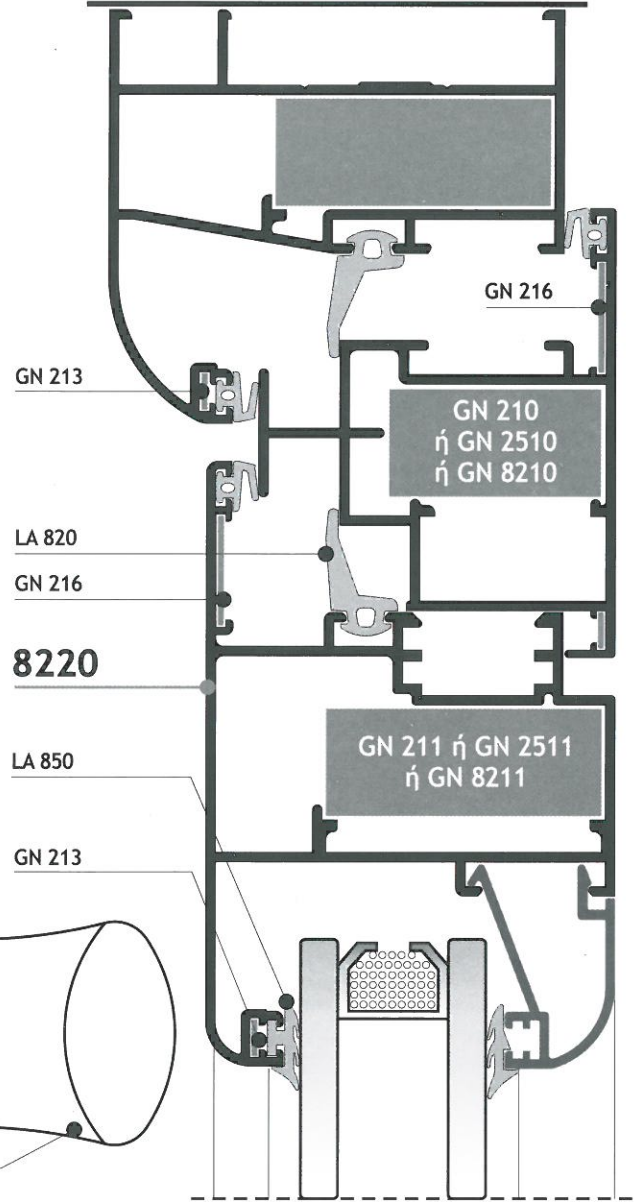 GN 216
GN 213
GN 210
ή GN 2510
ή GN 8210
LA 820
GN 216
8220
GN 211 ή GN 2511
ή GN 8211
LA 850
GN 213